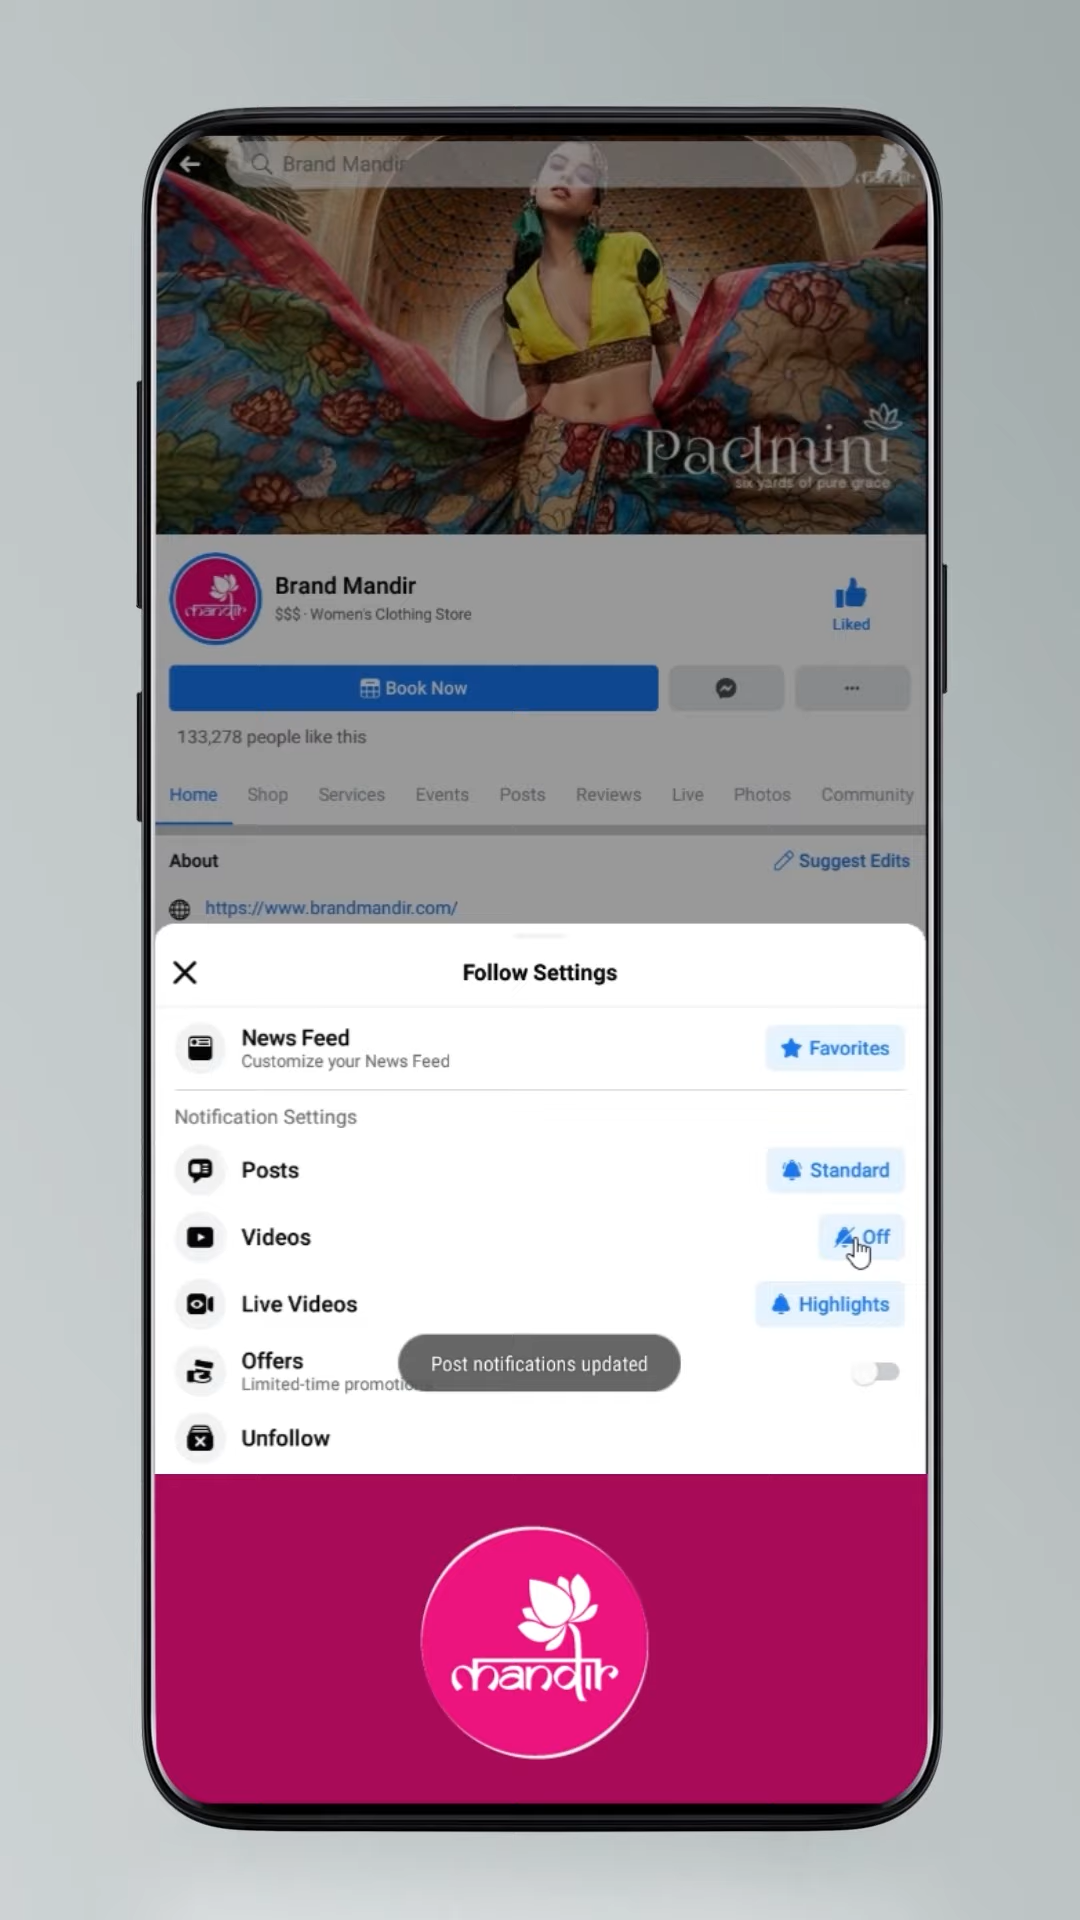 Brand Mandir
mandir
Padmini
six yards of pure grace
mandir
Brand Mandir
$$$ · Women's Clothing Store
Liked
Book Now
...
133,278 people like this
Home Shop Services Events Posts Reviews Live Photos Community
About
Suggest Edits
https://www.brandmandir.com/
Follow Settings
News Feed
Customize your News Feed
Favorites
Notification Settings
Posts
Standard
Videos
Off
Live Videos
Highlights
Offers
Limited-time promotio
Post notifications updated
Unfollow
mandir